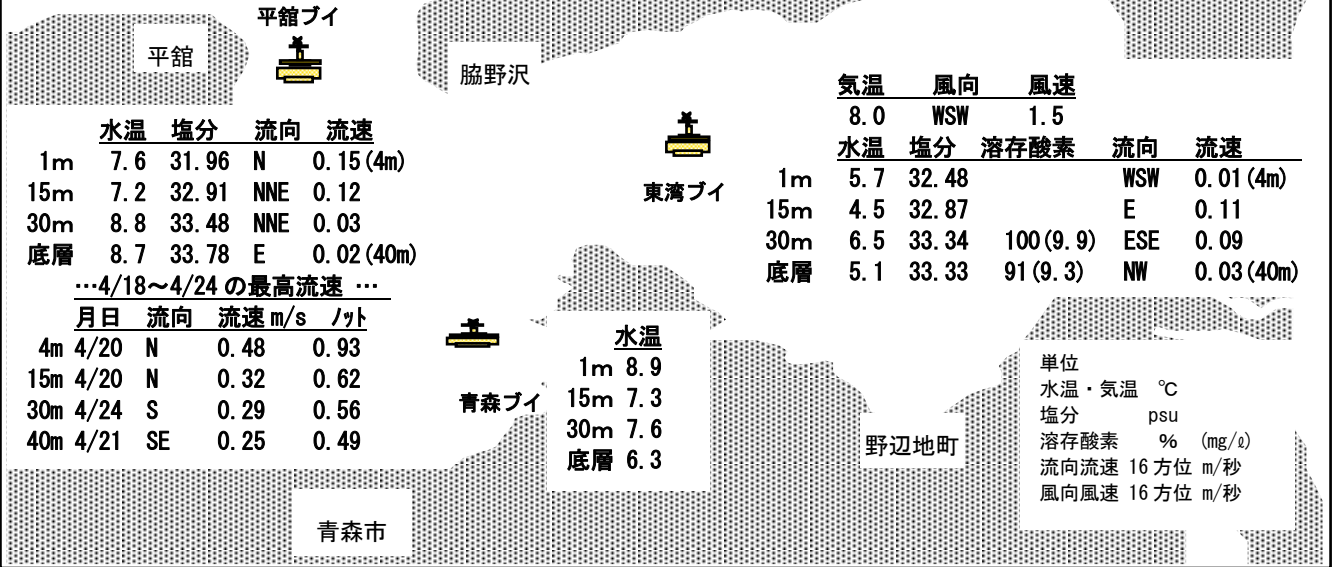 平舘ブイ
平舘
脇野沢
水温 塩分 流向 流速
1m 7.6 31.96 N 0.15(4m)
15m 7.2 32.91 NNE 0.12
30m 8.8 33.48 NNE 0.03
底層 8.7 33.78 E 0.02(40m)
…4/18～4/24 の最高流速 …
月日 流向 流速m/s ﾉｯﾄ
4m 4/20 N 0.48 0.93
15m 4/20 N 0.32 0.62
30m 4/24 S 0.29 0.56
40m 4/21 SE 0.25 0.49
気温 風向 風速
8.0 WSW 1.5
水温 塩分 溶存酸素 流向 流速
1m 5.7 32.48 WSW 0.01(4m)
15m 4.5 32.87 E 0.11
30m 6.5 33.34 100(9.9) ESE 0.09
底層 5.1 33.33 91(9.3) NW 0.03(40m)
東湾ブイ
青森ブイ
水温
1m 8.9
15m 7.3
30m 7.6
底層 6.3
野辺地町
青森市
単位
水温・気温 ℃
塩分 psu
溶存酸素 % (mg/ℓ)
流向流速 16方位 m/秒
風向風速 16方位 m/秒